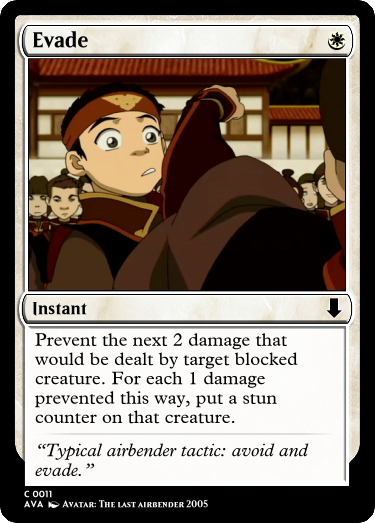 Evade
Instant
Prevent the next 2 damage that
would be dealt by target blocked
creature. For each 1 damage
prevented this way, put a stun
counter on that creature.
“Typical airbender tactic: avoid and
evade.”
C 0011
AVA Avatar: The last airbender 2005